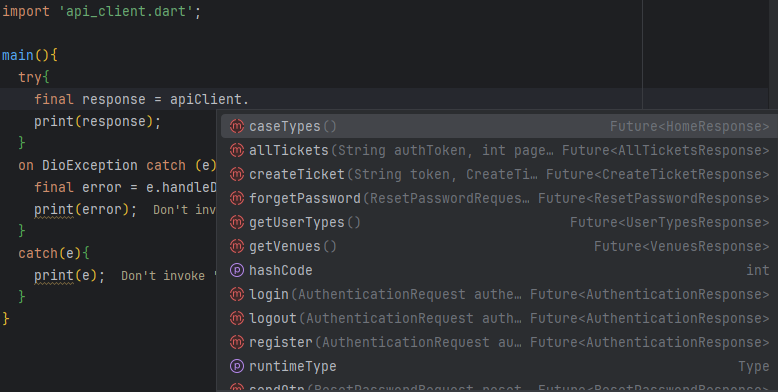 import 'api_client.dart';
main(){
try{
final response = apiClient.
print(response);
}
on DioException catch (e)
final error = e.handleD
print(error); Don't inv
}
catch(e){
print(e); Don't invoke '
}
}
caseTypes() Future<HomeResponse>
allTickets(String authToken, int page… Future<AllTicketsResponse>
createTicket(String token, CreateTi… Future<CreateTicketResponse>
forgetPassword(ResetPasswordReques… Future<ResetPasswordResponse>
getUserTypes() Future<UserTypesResponse>
getVenues() Future<VenuesResponse>
hashCode int
login(AuthenticationRequest authe… Future<AuthenticationResponse>
logout(AuthenticationRequest auth… Future<AuthenticationResponse>
register(AuthenticationRequest au… Future<AuthenticationResponse>
runtimeType Type